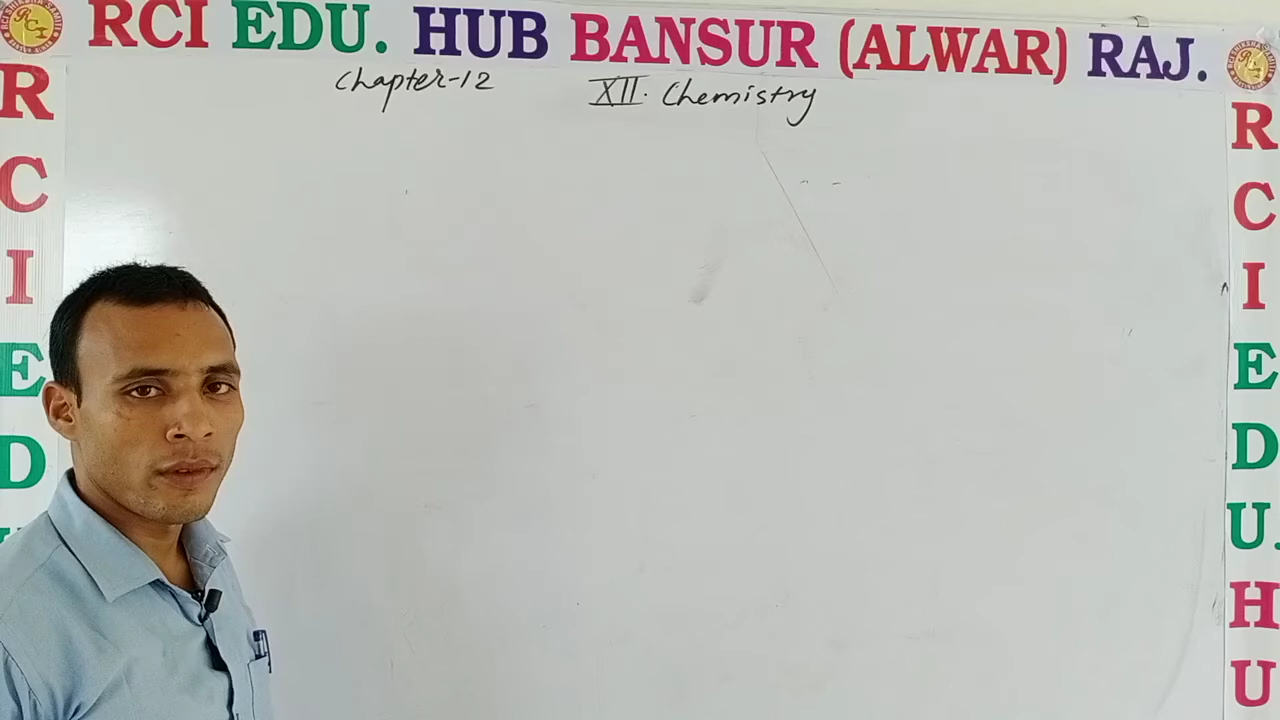 RCI EDU. HUB BANSUR (ALWAR) RAJ.
Chapter-12 XII. Chemistry
R
C
I
E
D
R
C
I
E
D
U.
H
U